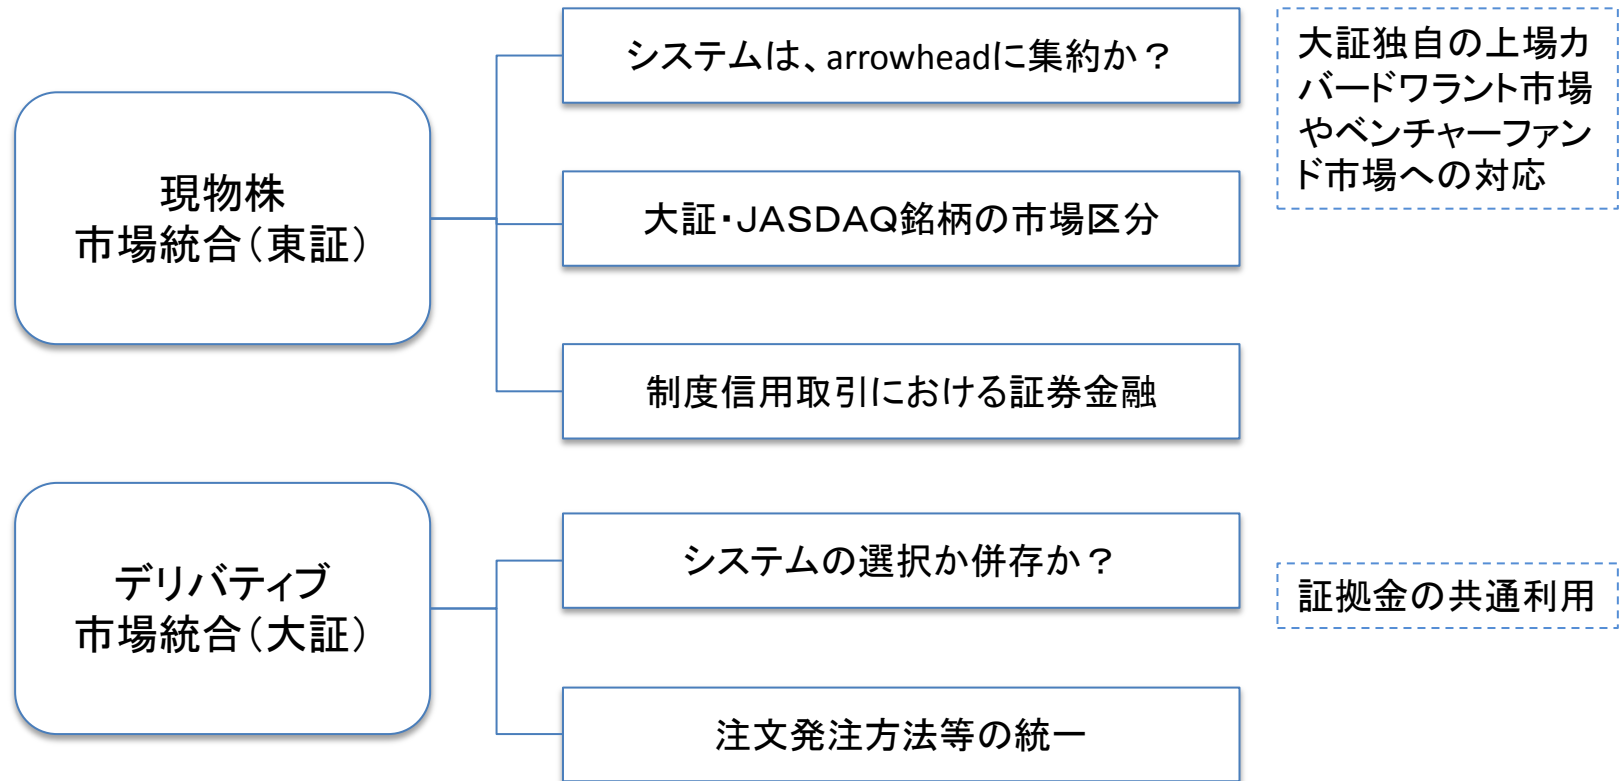 現物株
市場統合（東証）
システムは、arrowheadに集約か？
大証・ＪＡＳＤＡＱ銘柄の市場区分
制度信用取引における証券金融
大証独自の上場カ
バードワラント市場
やベンチャーファン
ド市場への対応
デリバティブ
市場統合（大証）
システムの選択か併存か？
注文発注方法等の統一
証拠金の共通利用